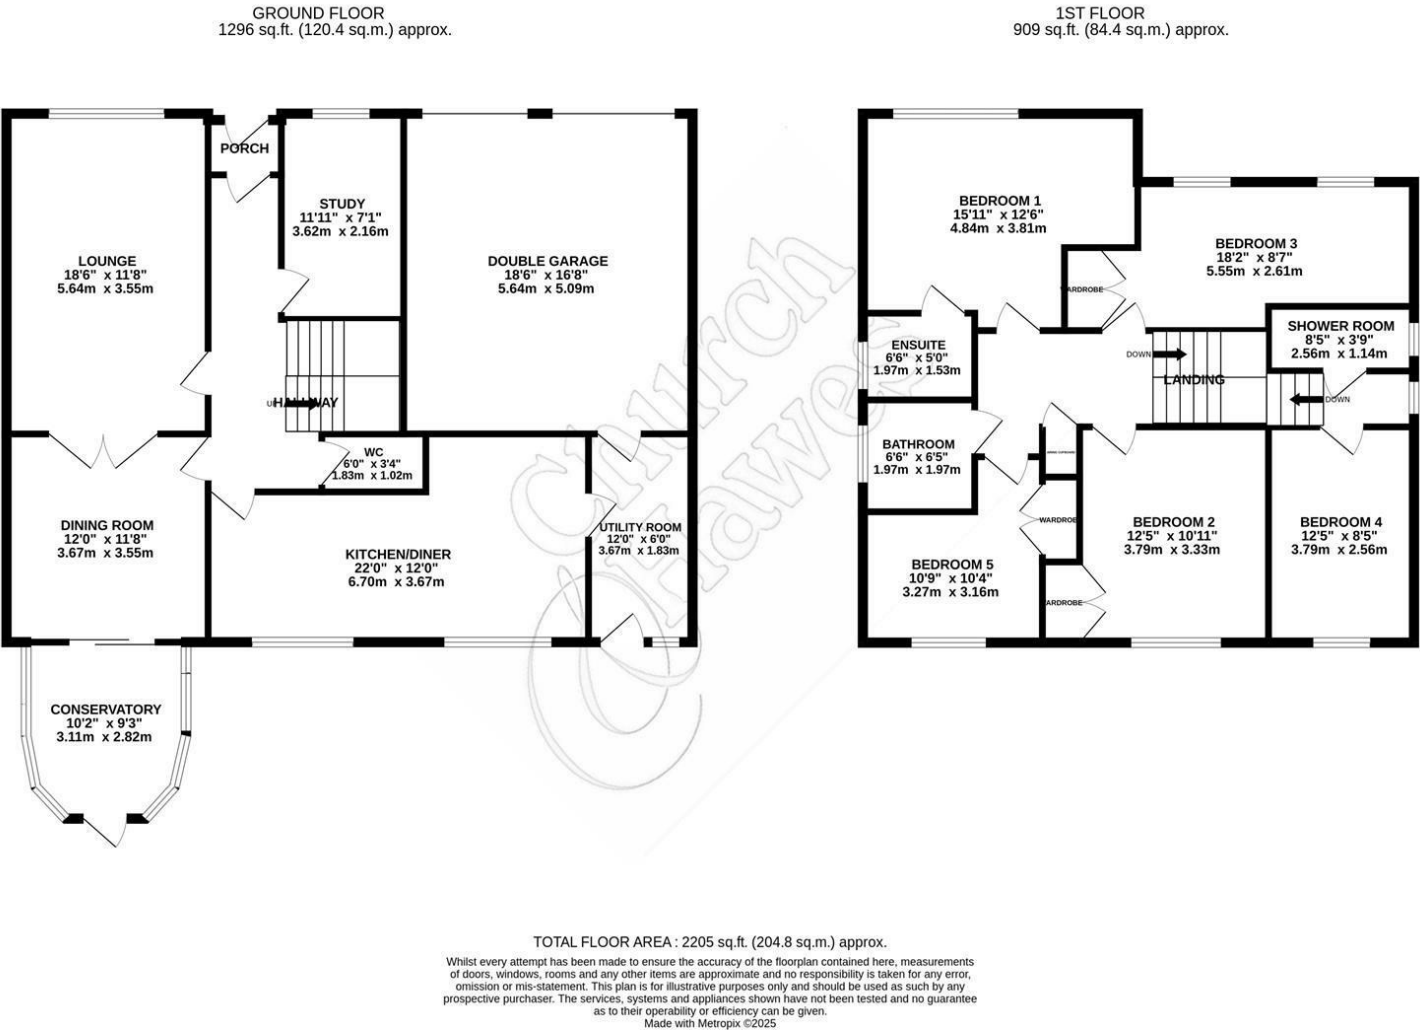 GROUND FLOOR
1296 sq.ft. (120.4 sq.m.) approx.
1ST FLOOR
909 sq.ft. (84.4 sq.m.) approx.
PORCH
STUDY
11'11" x 7'1"
3.62m x 2.16m
LOUNGE
18'6" x 11'8"
5.64m x 3.55m
DOUBLE GARAGE
18'6" x 16'8"
5.64m x 5.09m
HALLWAY
WC
6'0" x 3'4"
1.83m x 1.02m
DINING ROOM
12'0" x 11'8"
3.67m x 3.55m
KITCHEN/DINER
22'0" x 12'0"
6.70m x 3.67m
UTILITY ROOM
12'0" x 6'0"
3.67m x 1.83m
CONSERVATORY
10'2" x 9'3"
3.11m x 2.82m
Church
& Hawes
BEDROOM 1
15'11" x 12'6"
4.84m x 3.81m
BEDROOM 3
18'2" x 8'7"
5.55m x 2.61m
WARDROBE
ENSUITE
6'6" x 5'0"
1.97m x 1.53m
DOWN
LANDING
SHOWER ROOM
8'5" x 3'9"
2.56m x 1.14m
DOWN
BATHROOM
6'6" x 6'5"
1.97m x 1.97m
WARDROBE
BEDROOM 2
12'5" x 10'11"
3.79m x 3.33m
BEDROOM 4
12'5" x 8'5"
3.79m x 2.56m
BEDROOM 5
10'9" x 10'4"
3.27m x 3.16m
WARDROBE
TOTAL FLOOR AREA : 2205 sq.ft. (204.8 sq.m.) approx.
Whilst every attempt has been made to ensure the accuracy of the floorplan contained here, measurements
of doors, windows, rooms and any other items are approximate and no responsibility is taken for any error,
omission or mis-statement. This plan is for illustrative purposes only and should be used as such by any
prospective purchaser. The services, systems and appliances shown have not been tested and no guarantee
as to their operability or efficiency can be given.
Made with Metropix ©2025